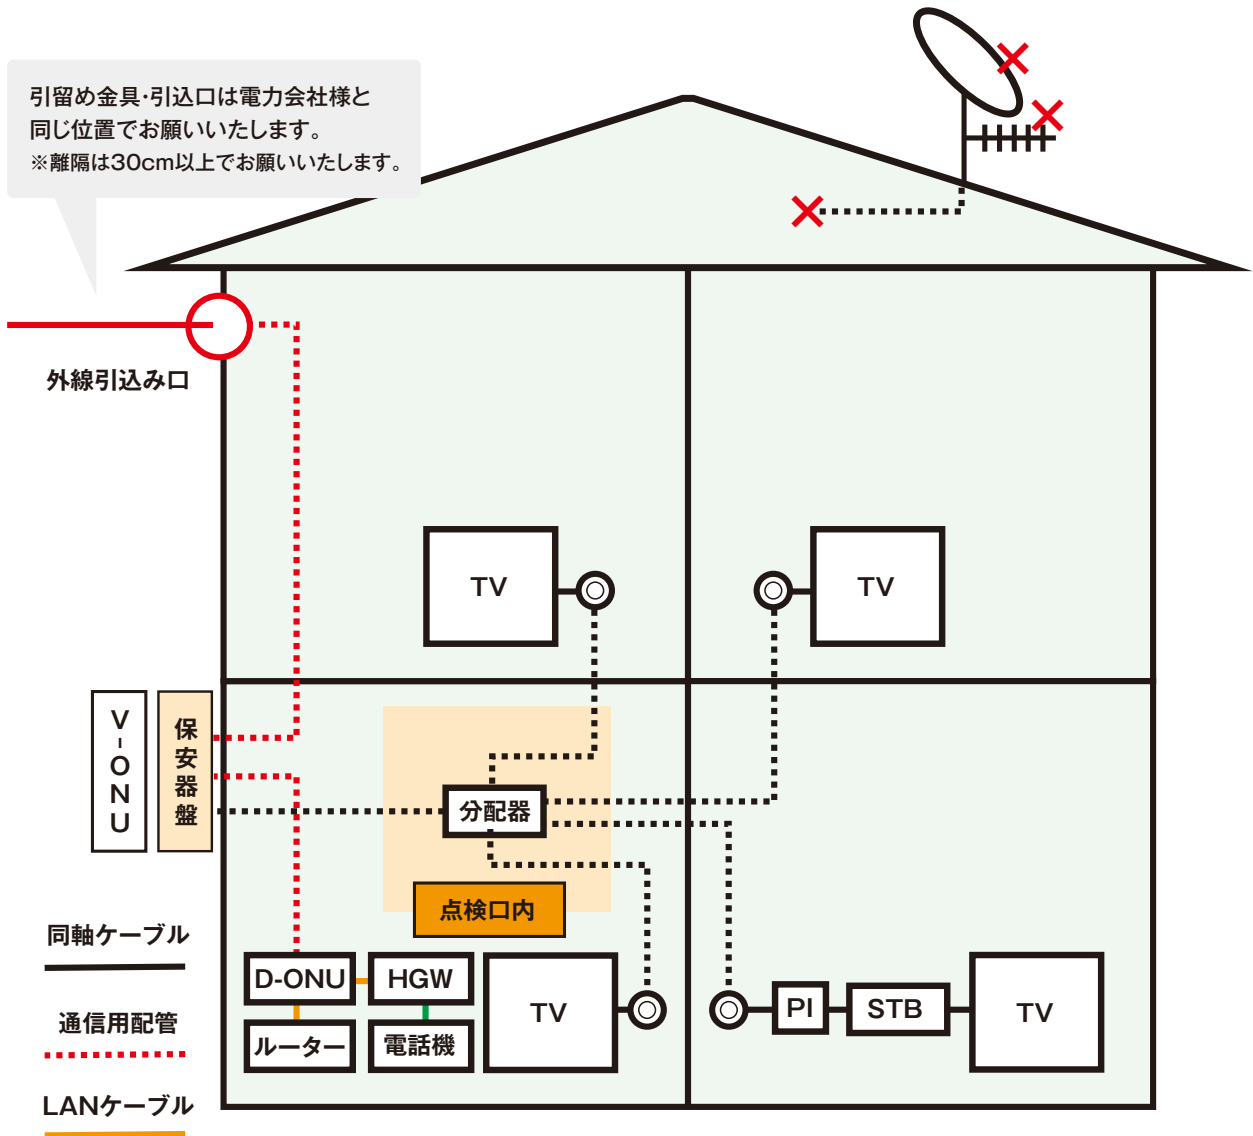 引留め金具・引込口は電力会社様と
同じ位置でお願いいたします。
※離隔は30cm以上でお願いいたします。
外線引込み口
TV
TV
V-ONU
保安器盤
分配器
点検口内
同軸ケーブル
通信用配管
LANケーブル
D-ONU
HGW
ルーター
電話機
TV
PI
STB
TV